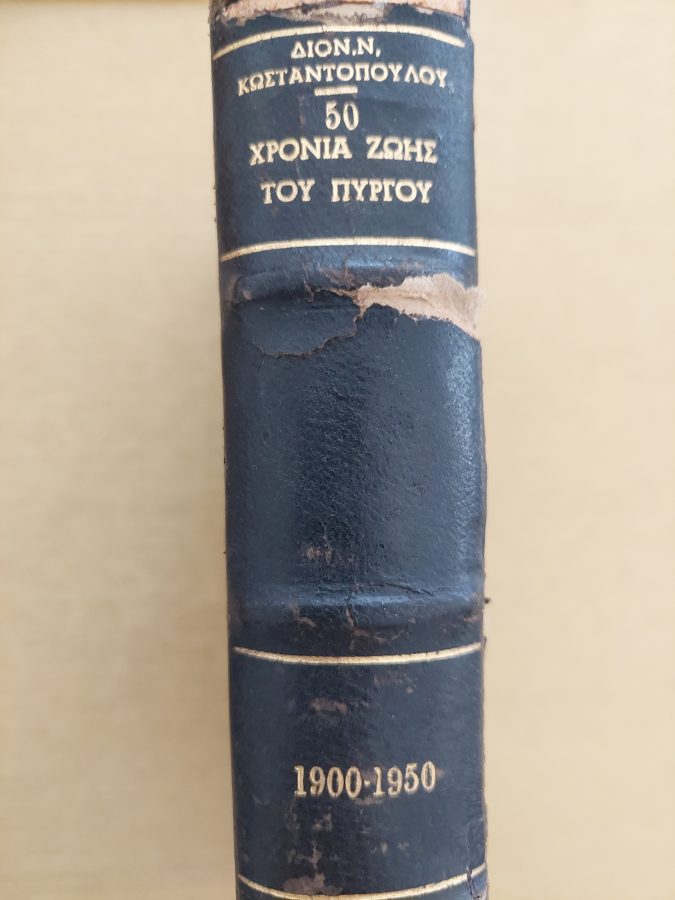 ΔΙΟΝ.Ν.
ΚΩΣΤΑΝΤΟΠΟΥΛΟΥ
50
ΧΡΟΝΙΑ ΖΩΗΣ
ΤΟΥ ΠΥΡΓΟΥ
1900-1950